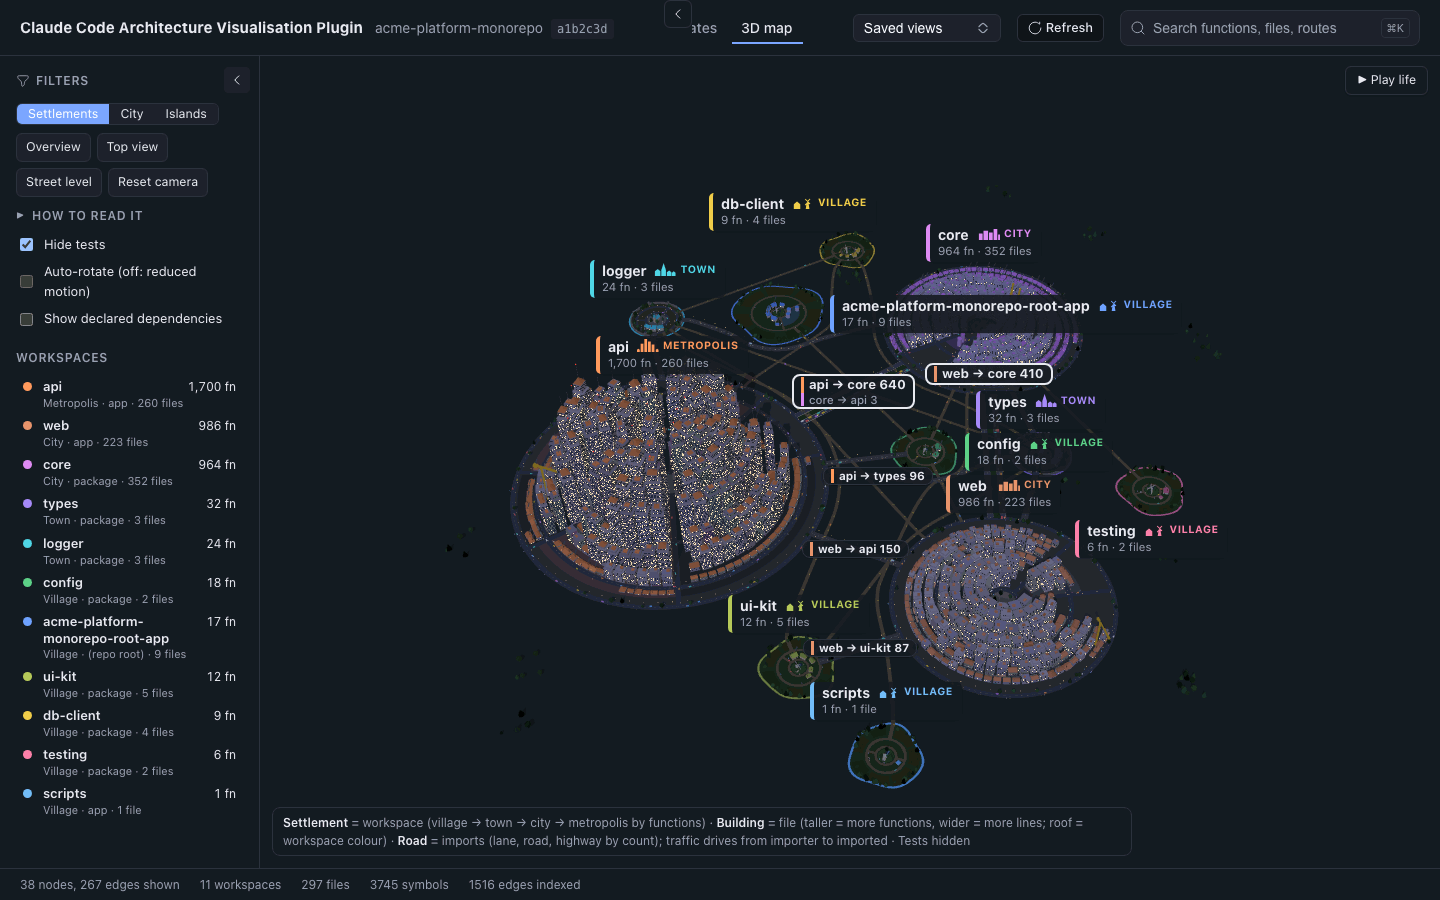 Claude Code Architecture Visualisation Plugin
acme-platform-monorepo
a1b2c3d
ates
3D map
Saved views
Refresh
Search functions, files, routes
⌘K
FILTERS
Settlements
City
Islands
Overview
Top view
Street level
Reset camera
HOW TO READ IT
Hide tests
Auto-rotate (off: reduced
motion)
Show declared dependencies
WORKSPACES
api 1,700 fn
Metropolis · app · 260 files
web 986 fn
City · app · 223 files
core 964 fn
City · package · 352 files
types 32 fn
Town · package · 3 files
logger 24 fn
Town · package · 3 files
config 18 fn
Village · package · 2 files
acme-platform- 17 fn
monorepo-root-app
Village · (repo root) · 9 files
ui-kit 12 fn
Village · package · 5 files
db-client 9 fn
Village · package · 4 files
testing 6 fn
Village · package · 2 files
scripts 1 fn
Village · app · 1 file
Play life
db-client VILLAGE
9 fn · 4 files
core CITY
964 fn · 352 files
logger TOWN
24 fn · 3 files
acme-platform-monorepo-root-app VILLAGE
17 fn · 9 files
api METROPOLIS
1,700 fn · 260 files
web → core 410
api → core 640
core → api 3
types TOWN
32 fn · 3 files
config VILLAGE
18 fn · 2 files
api → types 96
web CITY
986 fn · 223 files
testing VILLAGE
6 fn · 2 files
web → api 150
ui-kit VILLAGE
12 fn · 5 files
web → ui-kit 87
scripts VILLAGE
1 fn · 1 file
Settlement = workspace (village → town → city → metropolis by functions) · Building = file (taller = more functions, wider = more lines; roof =
workspace colour) · Road = imports (lane, road, highway by count); traffic drives from importer to imported · Tests hidden
38 nodes, 267 edges shown
11 workspaces
297 files
3745 symbols
1516 edges indexed